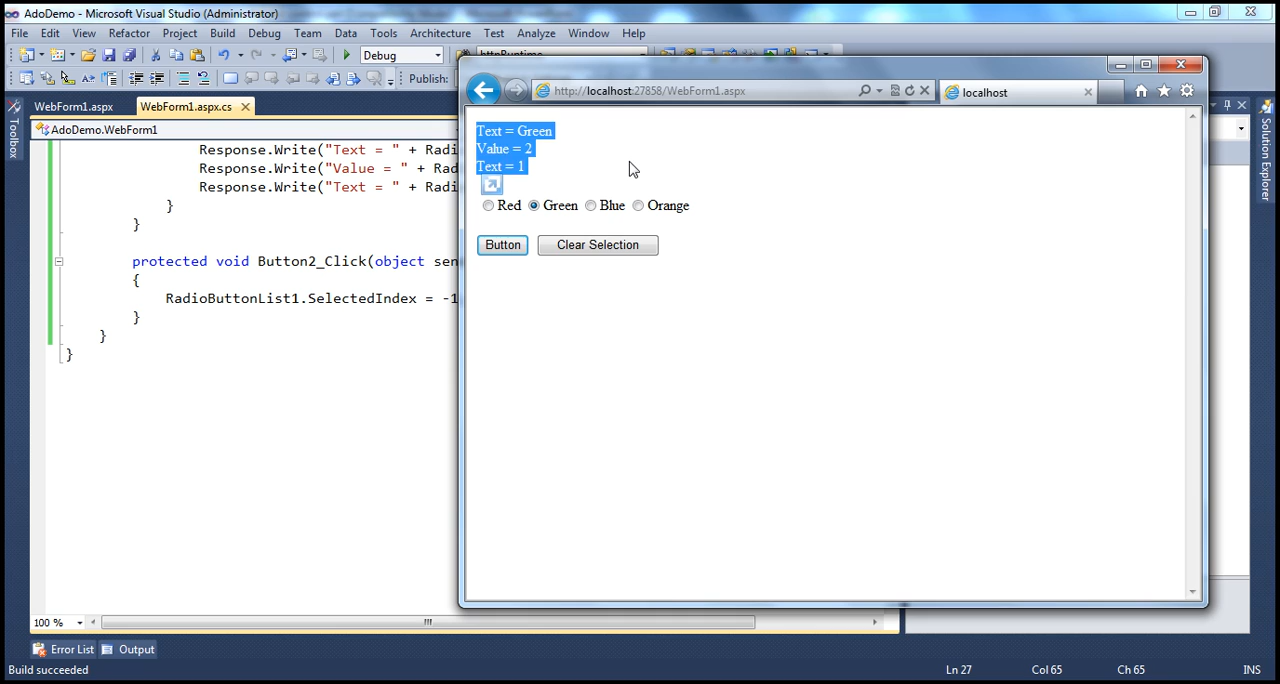 AdoDemo - Microsoft Visual Studio (Administrator)
File Edit View Refactor Project Build Debug Team Data Tools Architecture Test Analyze Window Help
Debug httpRuntime
Publish:
WebForm1.aspx WebForm1.aspx.cs
AdoDemo.WebForm1
Toolbox
Solution Explorer
Response.Write("Text = " + Radi
Response.Write("Value = " + Rad
Response.Write("Text = " + Radi
}
}
protected void Button2_Click(object sen
{
RadioButtonList1.SelectedIndex = -1
}
}
}
http://localhost:27858/WebForm1.aspx
localhost
Text = Green
Value = 2
Text = 1
Red Green Blue Orange
Button Clear Selection
100 %
Error List Output
Build succeeded Ln 27 Col 65 Ch 65 INS